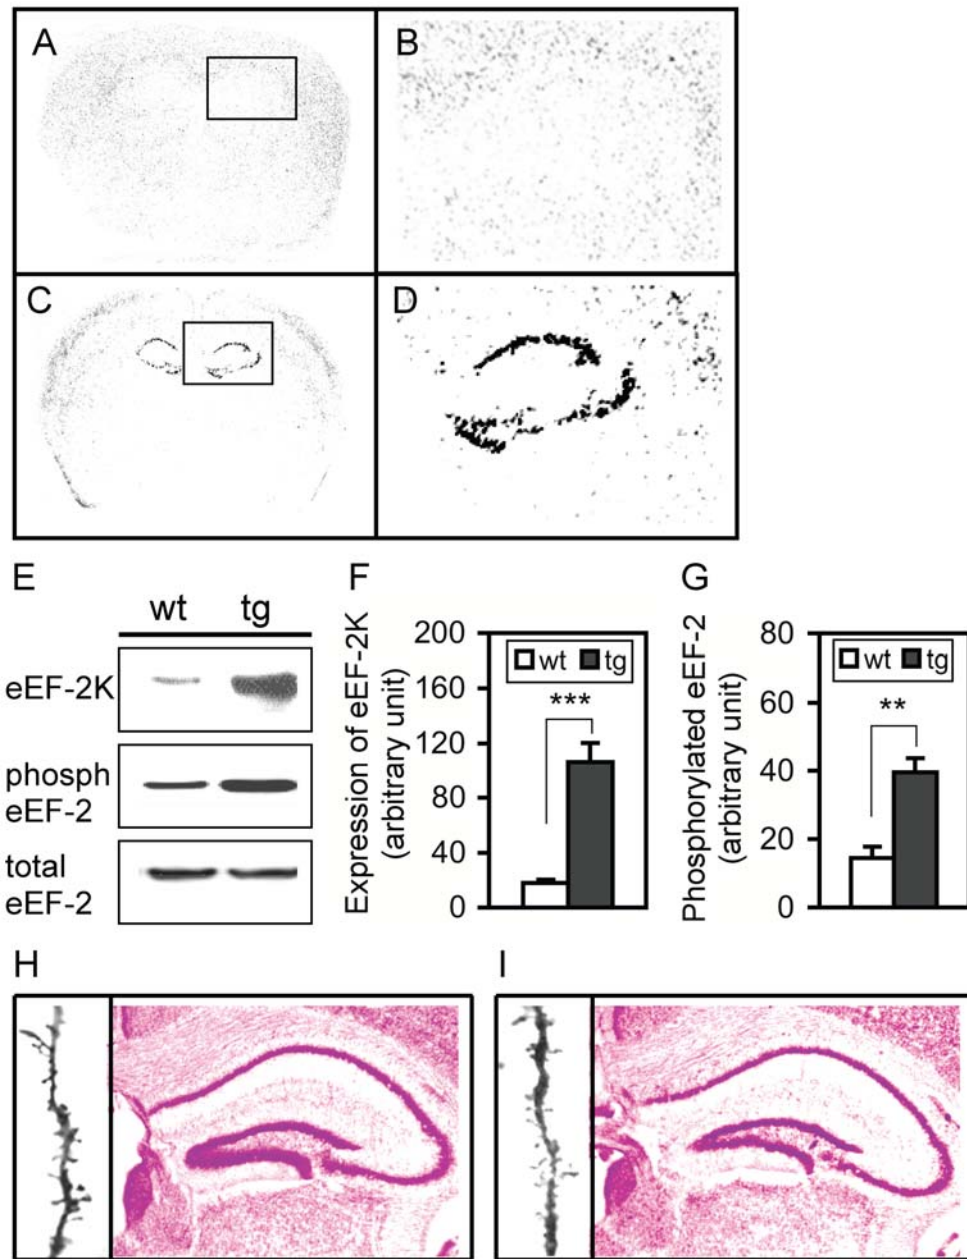 A
B
C
D
E
wt tg
eEF-2K
phosph
eEF-2
total
eEF-2
F
Expression of eEF-2K
(arbitrary unit)
200
160
120
80
40
0
wt tg
***
G
Phosphorylated eEF-2
(arbitrary unit)
80
60
40
20
0
wt tg
**
H
I